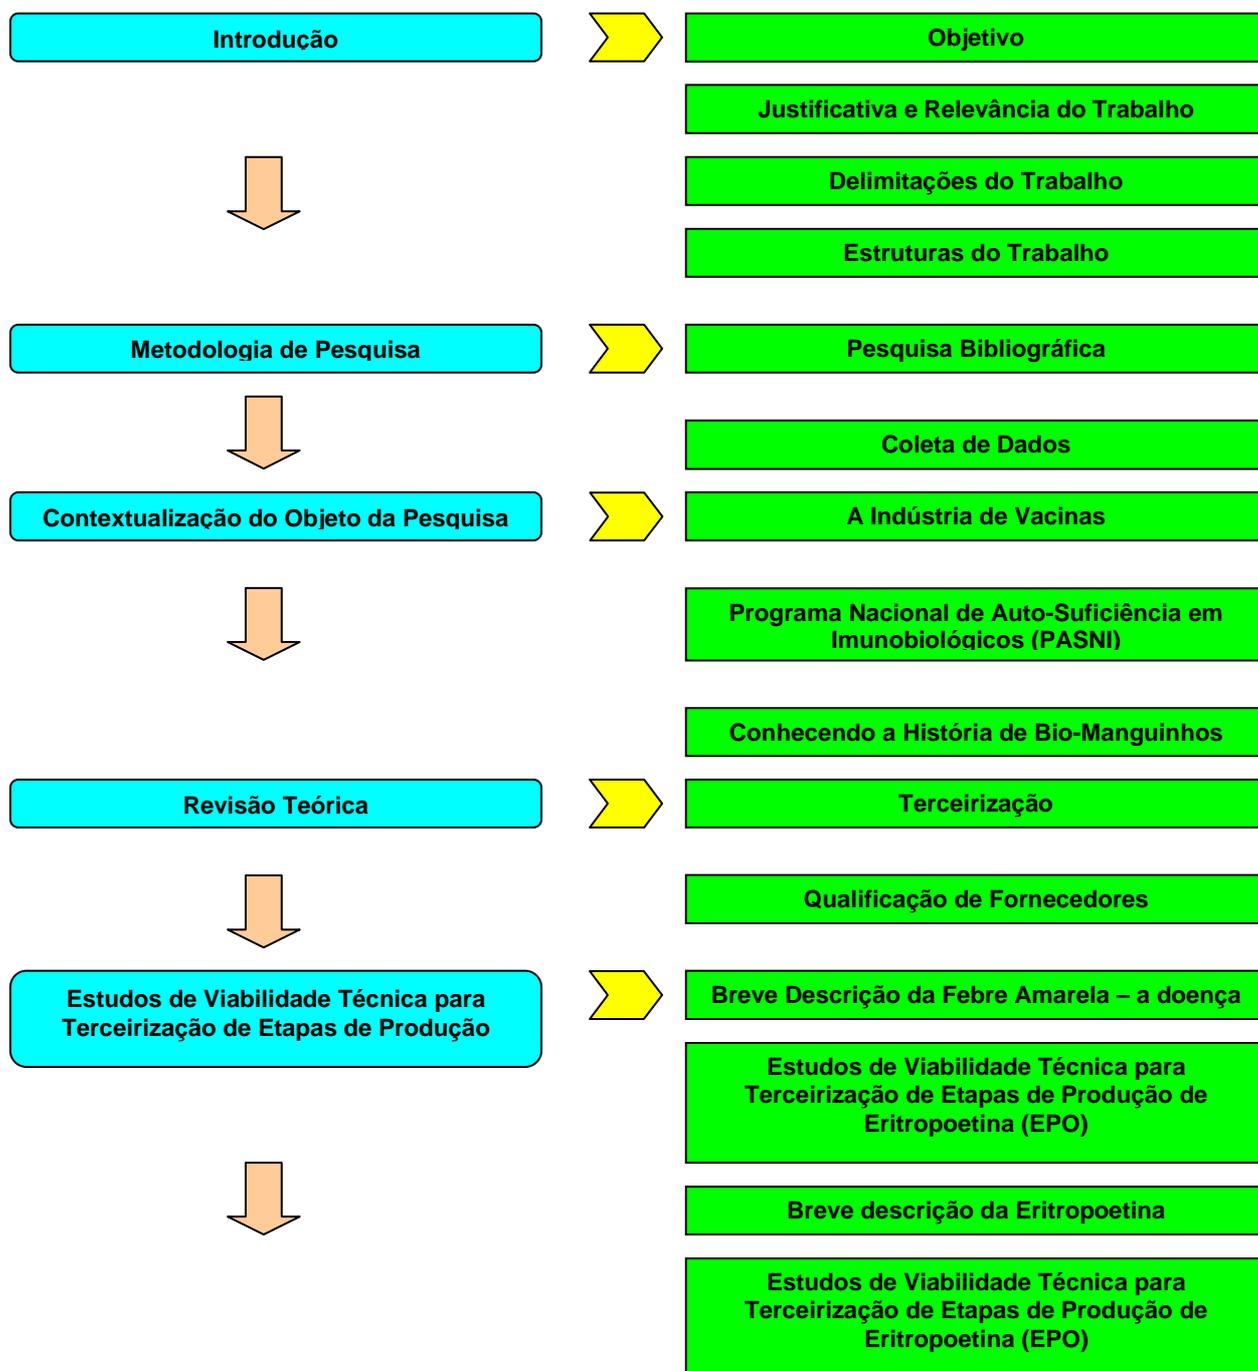 Introdução
Objetivo
Justificativa e Relevância do Trabalho
Delimitações do Trabalho
Estruturas do Trabalho
Metodologia de Pesquisa
Pesquisa Bibliográfica
Coleta de Dados
Contextualização do Objeto da Pesquisa
A Indústria de Vacinas
Programa Nacional de Auto-Suficiência em
Imunobiológicos (PASNI)
Conhecendo a História de Bio-Manguinhos
Revisão Teórica
Terceirização
Qualificação de Fornecedores
Estudos de Viabilidade Técnica para
Terceirização de Etapas de Produção
Breve Descrição da Febre Amarela – a doença
Estudos de Viabilidade Técnica para
Terceirização de Etapas de Produção de
Eritropoetina (EPO)
Breve descrição da Eritropoetina
Estudos de Viabilidade Técnica para
Terceirização de Etapas de Produção de
Eritropoetina (EPO)